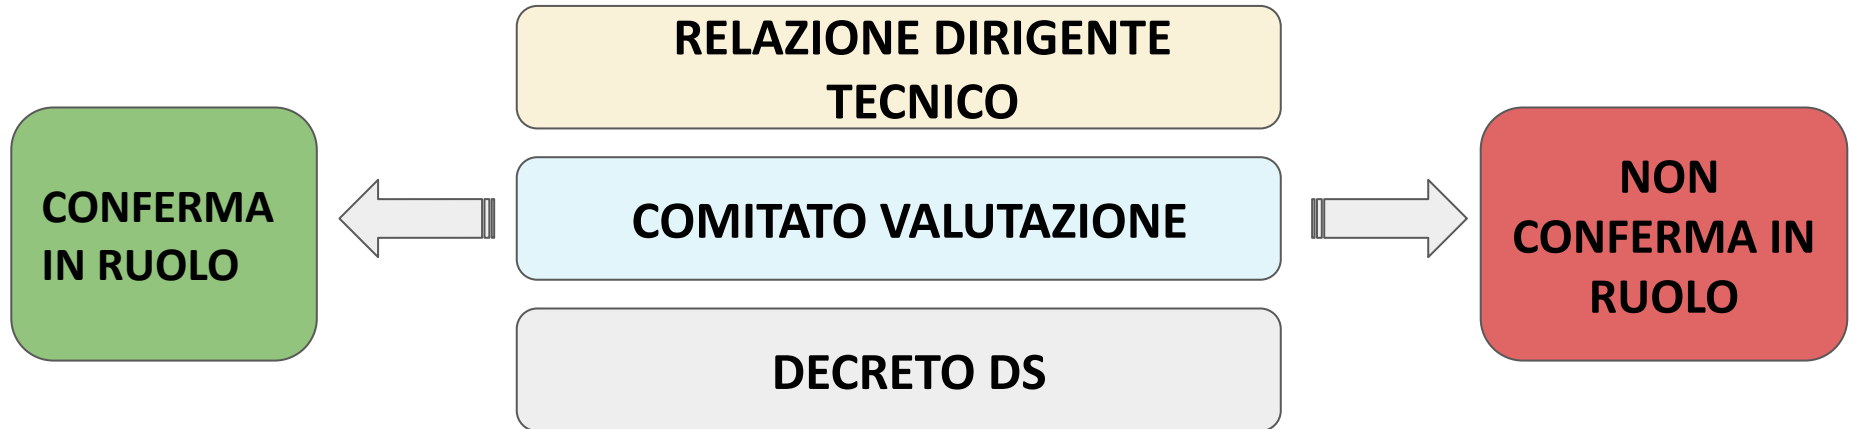 RELAZIONE DIRIGENTE
TECNICO
CONFERMA
IN RUOLO
COMITATO VALUTAZIONE
NON
CONFERMA IN
RUOLO
DECRETO DS